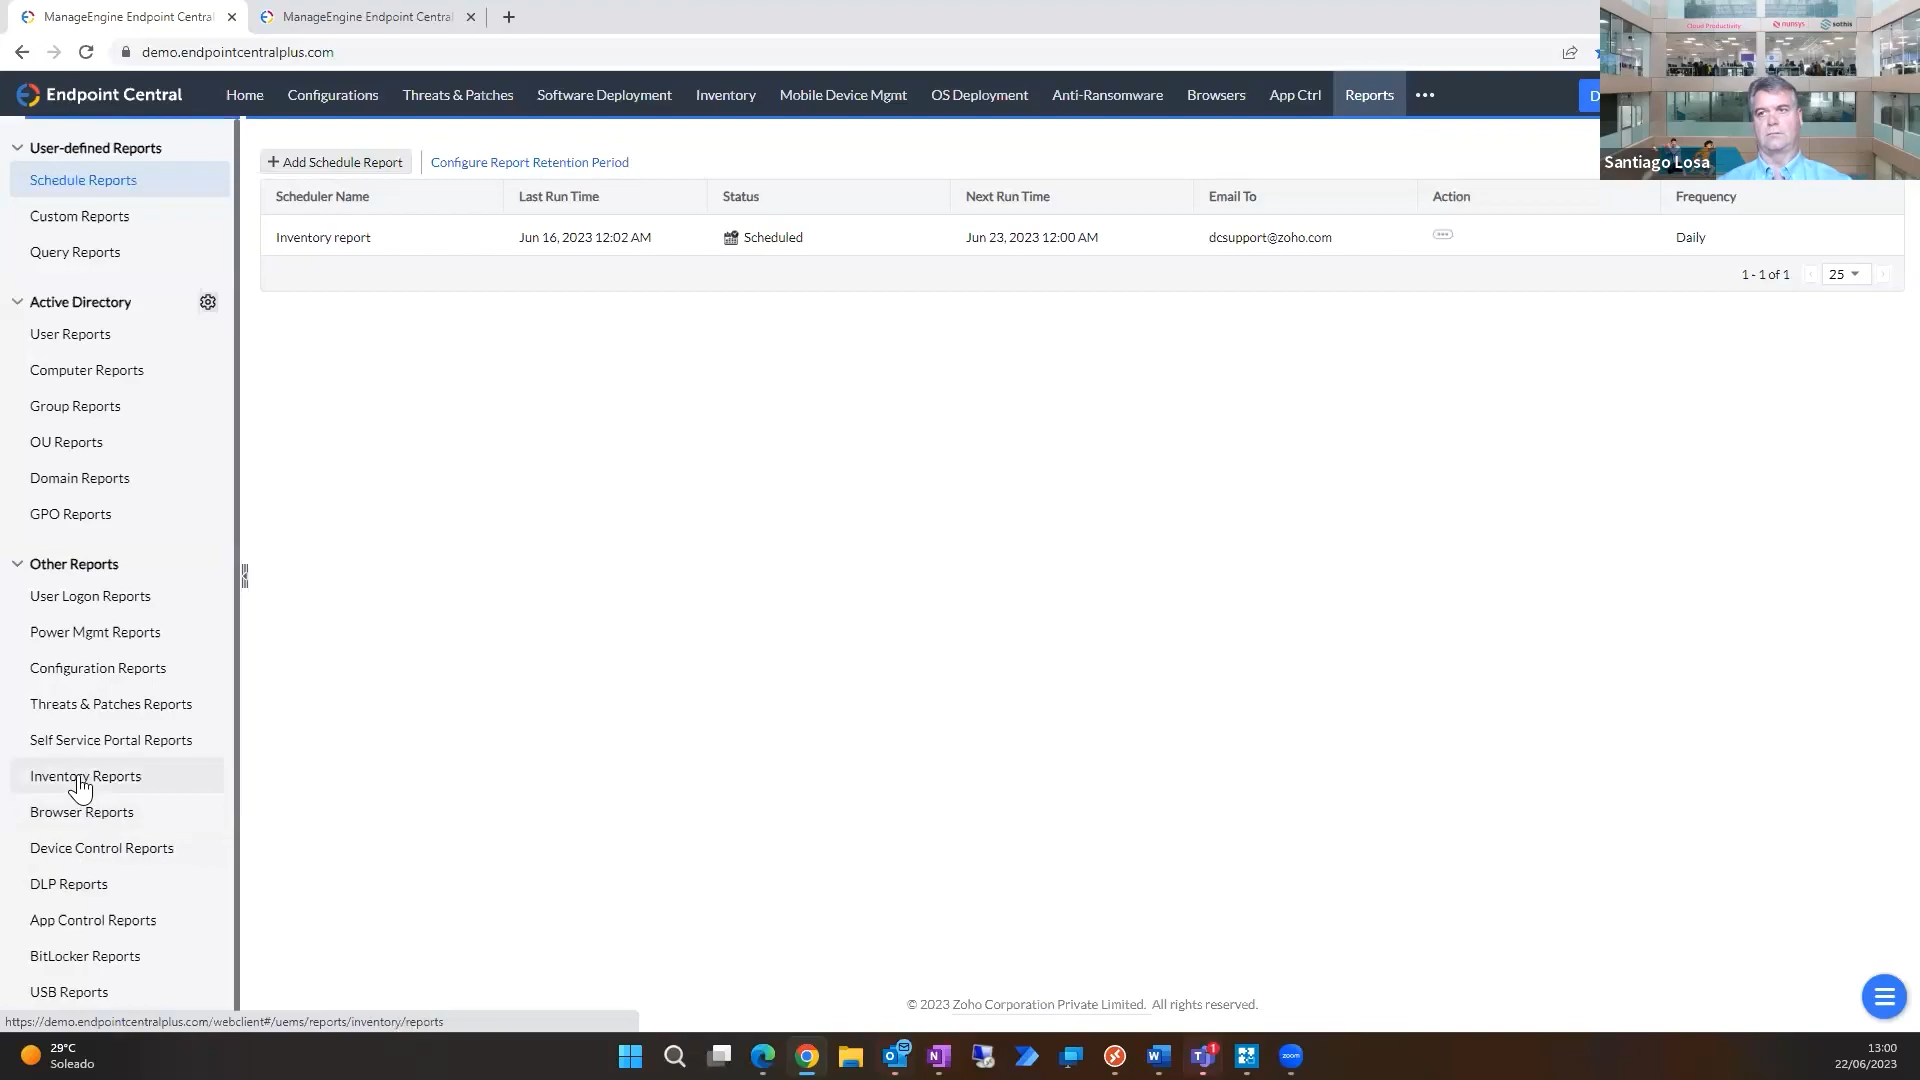 ManageEngine Endpoint Central
ManageEngine Endpoint Central
demo.endpointcentralplus.com
Cloud Productivity nunsys sothis
Endpoint Central Home Configurations Threats & Patches Software Deployment Inventory Mobile Device Mgmt OS Deployment Anti-Ransomware Browsers App Ctrl Reports ••• D
Santiago Losa
User-defined Reports
Schedule Reports
Custom Reports
Query Reports
Active Directory
User Reports
Computer Reports
Group Reports
OU Reports
Domain Reports
GPO Reports
Other Reports
User Logon Reports
Power Mgmt Reports
Configuration Reports
Threats & Patches Reports
Self Service Portal Reports
Inventory Reports
Browser Reports
Device Control Reports
DLP Reports
App Control Reports
BitLocker Reports
USB Reports
+ Add Schedule Report Configure Report Retention Period
Scheduler Name Last Run Time Status Next Run Time Email To Action Frequency
Inventory report Jun 16, 2023 12:02 AM Scheduled Jun 23, 2023 12:00 AM dcsupport@zoho.com Daily
1 - 1 of 1 25
© 2023 Zoho Corporation Private Limited. All rights reserved.
https://demo.endpointcentralplus.com/webclient#/uems/reports/inventory/reports
29°C
Soleado
zoom
1
13:00
22/06/2023